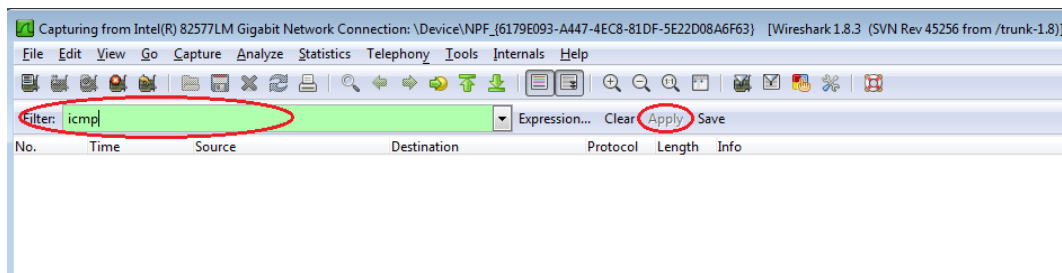 Capturing from Intel(R) 82577LM Gigabit Network Connection: \Device\NPF_{6179E093-A447-4EC8-81DF-5E22D08A6F63} [Wireshark 1.8.3 (SVN Rev 45256 from /trunk-1.8)]
File Edit View Go Capture Analyze Statistics Telephony Tools Internals Help
Filter: icmp Expression... Clear Apply Save
No. Time Source Destination Protocol Length Info